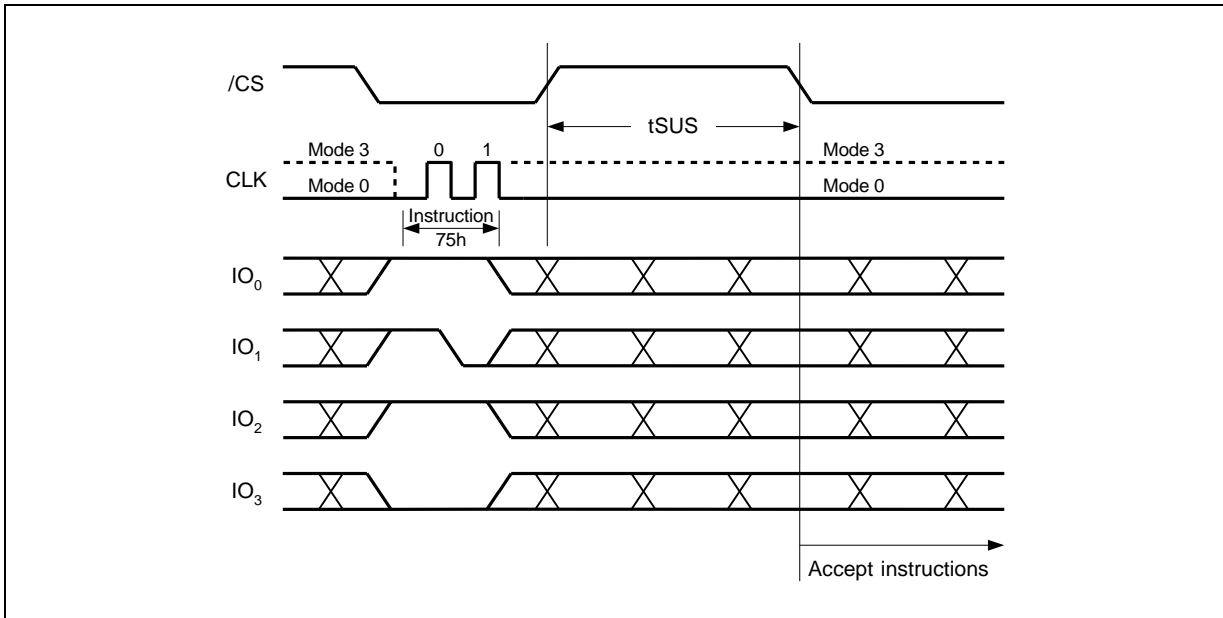 /CS
tSUS
Mode 3 0 1 Mode 3
CLK
Mode 0 Mode 0
Instruction
75h
IO0
IO1
IO2
IO3
Accept instructions